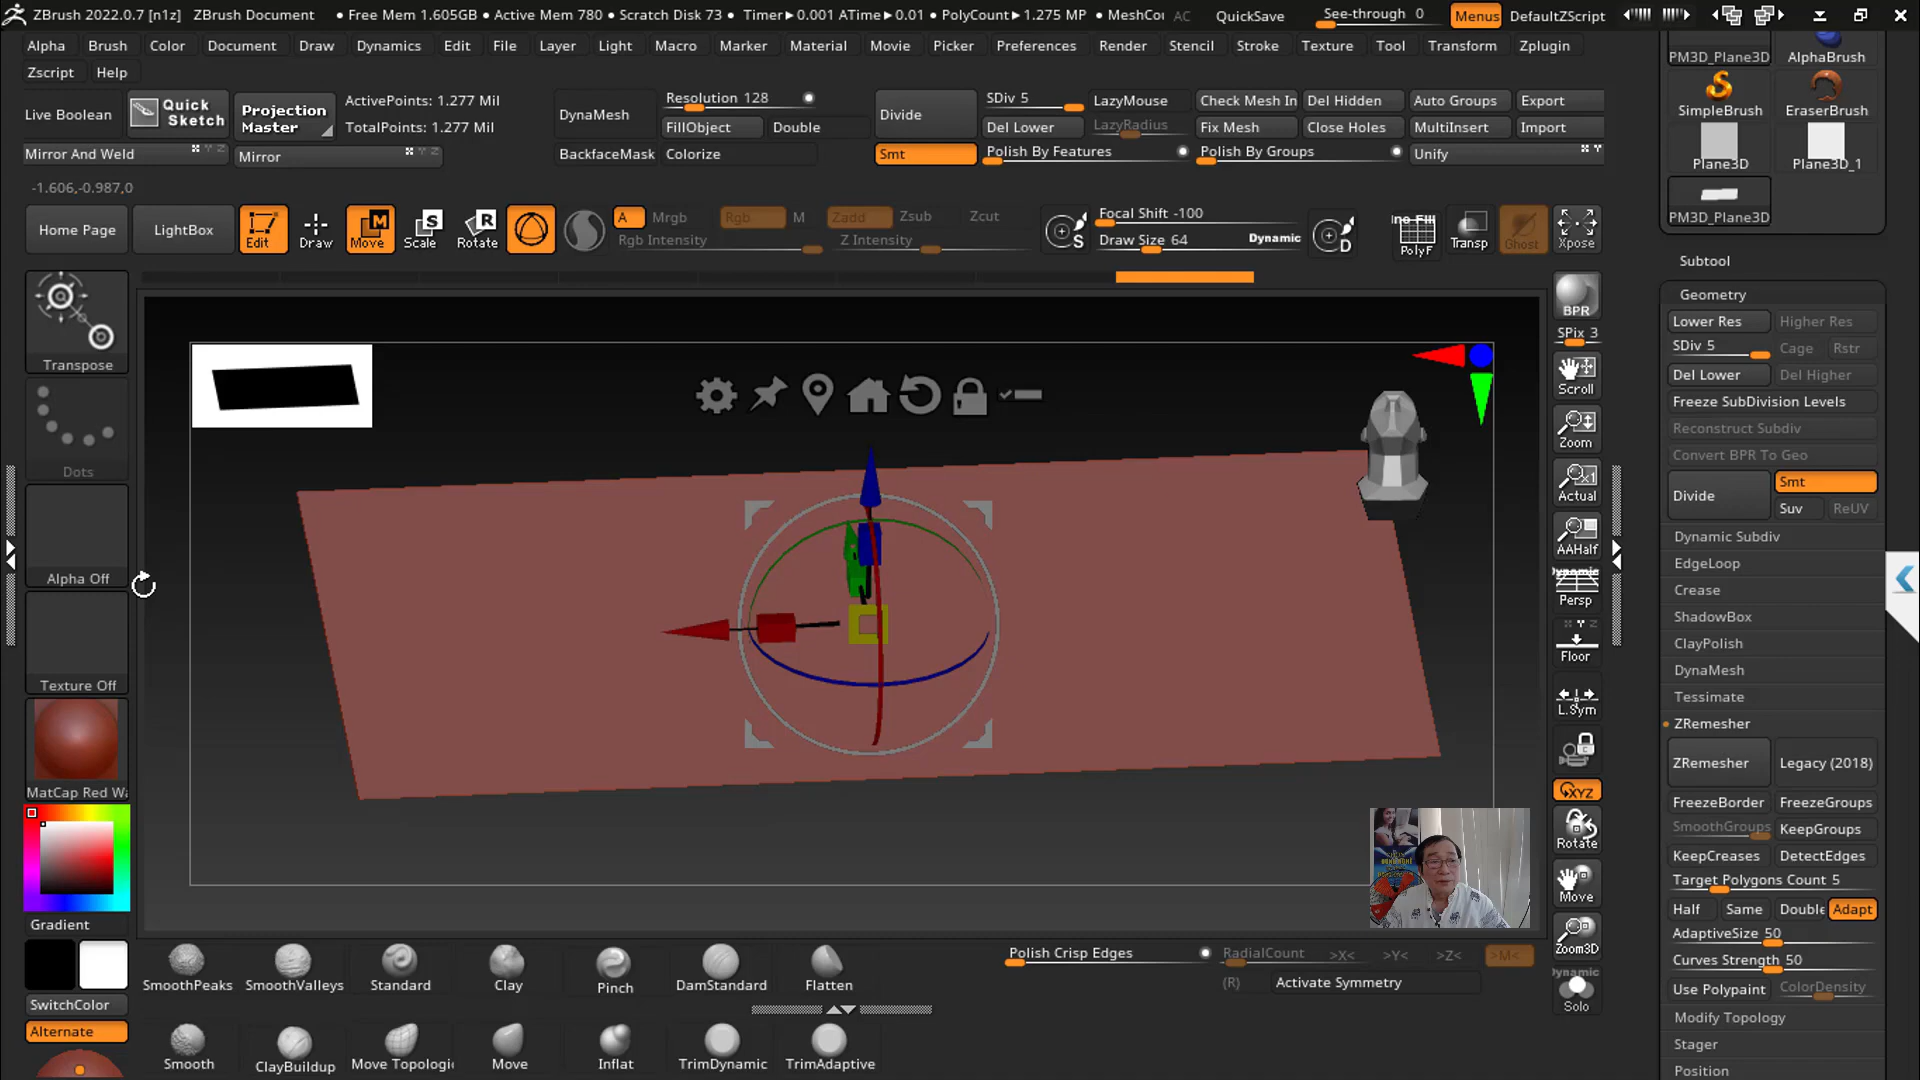 ZBrush 2022.0.7 [n1z] ZBrush Document • Free Mem 1.605GB • Active Mem 780 • Scratch Disk 73 • Timer▶0.001 ATime▶0.01 • PolyCount▶1.275 MP • MeshCou AC QuickSave See-through 0 Menus DefaultZScript
Alpha Brush Color Document Draw Dynamics Edit File Layer Light Macro Marker Material Movie Picker Preferences Render Stencil Stroke Texture Tool Transform Zplugin
Zscript Help
Live Boolean
Quick Sketch
Projection Master
ActivePoints: 1.277 Mil
TotalPoints: 1.277 Mil
DynaMesh
Resolution 128
FillObject Double
BackfaceMask Colorize
Divide
Smt
SDiv 5
Del Lower
LazyMouse
LazyRadius
Polish By Features
Check Mesh In Del Hidden Auto Groups Export
Fix Mesh Close Holes MultiInsert Import
Polish By Groups Unify
Mirror And Weld Mirror
-1.606,-0.987,0
Home Page LightBox Edit Draw Move Scale Rotate
A Mrgb Rgb M Zadd Zsub Zcut
Rgb Intensity Z Intensity
Focal Shift -100
Draw Size 64 Dynamic
PolyF Transp Ghost Xpose
Transpose
Dots
Alpha Off
Texture Off
MatCap Red Wa
Gradient
SwitchColor
Alternate
BPR
SPix 3
Scroll
Zoom
Actual
AAHalf
Dynamic
Persp
Floor
L.Sym
XYZ
Rotate
Move
Zoom3D
Dynamic
Solo
PM3D_Plane3D AlphaBrush
SimpleBrush EraserBrush
Plane3D Plane3D_1
PM3D_Plane3D
Subtool
Geometry
Lower Res Higher Res
SDiv 5 Cage Rstr
Del Lower Del Higher
Freeze SubDivision Levels
Reconstruct Subdiv
Convert BPR To Geo
Divide Smt
Suv ReUV
Dynamic Subdiv
EdgeLoop
Crease
ShadowBox
ClayPolish
DynaMesh
Tessimate
ZRemesher
ZRemesher Legacy (2018)
FreezeBorder FreezeGroups
SmoothGroups KeepGroups
KeepCreases DetectEdges
Target Polygons Count 5
Half Same Double Adapt
AdaptiveSize 50
Curves Strength 50
Use Polypaint ColorDensity
Modify Topology
Stager
Position
SmoothPeaks SmoothValleys Standard Clay Pinch DamStandard Flatten
Polish Crisp Edges RadialCount >X< >Y< >Z< >M<
(R) Activate Symmetry
Smooth ClayBuildup Move Topologic Move Inflat TrimDynamic TrimAdaptive